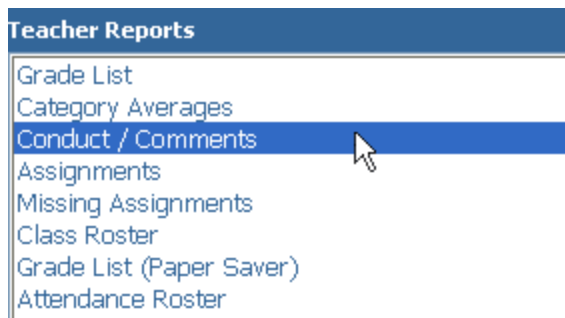 Teacher Reports
Grade List
Category Averages
Conduct / Comments
Assignments
Missing Assignments
Class Roster
Grade List (Paper Saver)
Attendance Roster